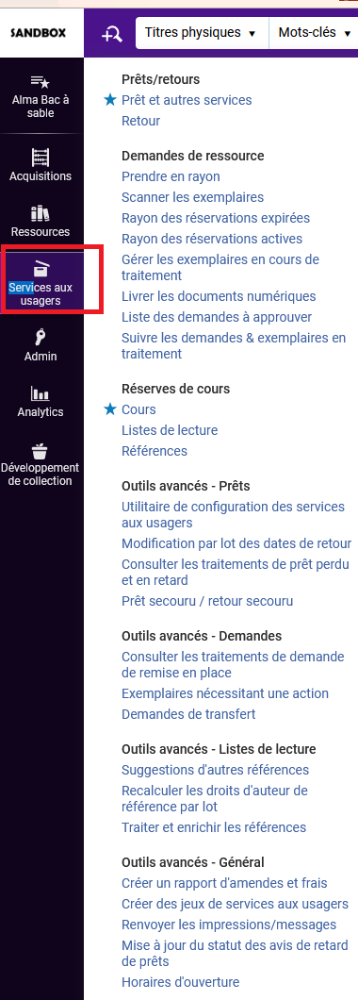 SANDBOX
Titres physiques
Mots-clés
Alma Bac à
sable
Acquisitions
Ressources
Services aux
usagers
Admin
Analytics
Développement
de collection
Prêts/retours
Prêt et autres services
Retour
Demandes de ressource
Prendre en rayon
Scanner les exemplaires
Rayon des réservations expirées
Rayon des réservations actives
Gérer les exemplaires en cours de
traitement
Livrer les documents numériques
Liste des demandes à approuver
Suivre les demandes & exemplaires en
traitement
Réserves de cours
Cours
Listes de lecture
Références
Outils avancés - Prêts
Utilitaire de configuration des services
aux usagers
Modification par lot des dates de retour
Consulter les traitements de prêt perdu
et en retard
Prêt secouru / retour secouru
Outils avancés - Demandes
Consulter les traitements de demande
de remise en place
Exemplaires nécessitant une action
Demandes de transfert
Outils avancés - Listes de lecture
Suggestions d'autres références
Recalculer les droits d'auteur de
référence par lot
Traiter et enrichir les références
Outils avancés - Général
Créer un rapport d'amendes et frais
Créer des jeux de services aux usagers
Renvoyer les impressions/messages
Mise à jour du statut des avis de retard
de prêts
Horaires d'ouverture